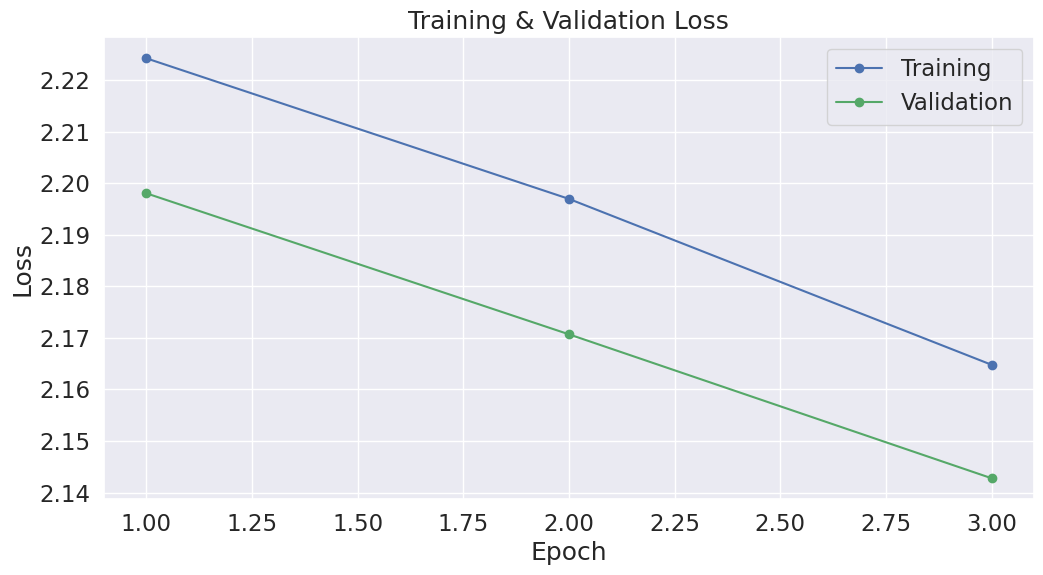 Training & Validation Loss
Training
Validation
Loss
2.22
2.21
2.20
2.19
2.18
2.17
2.16
2.15
2.14
1.00 1.25 1.50 1.75 2.00 2.25 2.50 2.75 3.00
Epoch